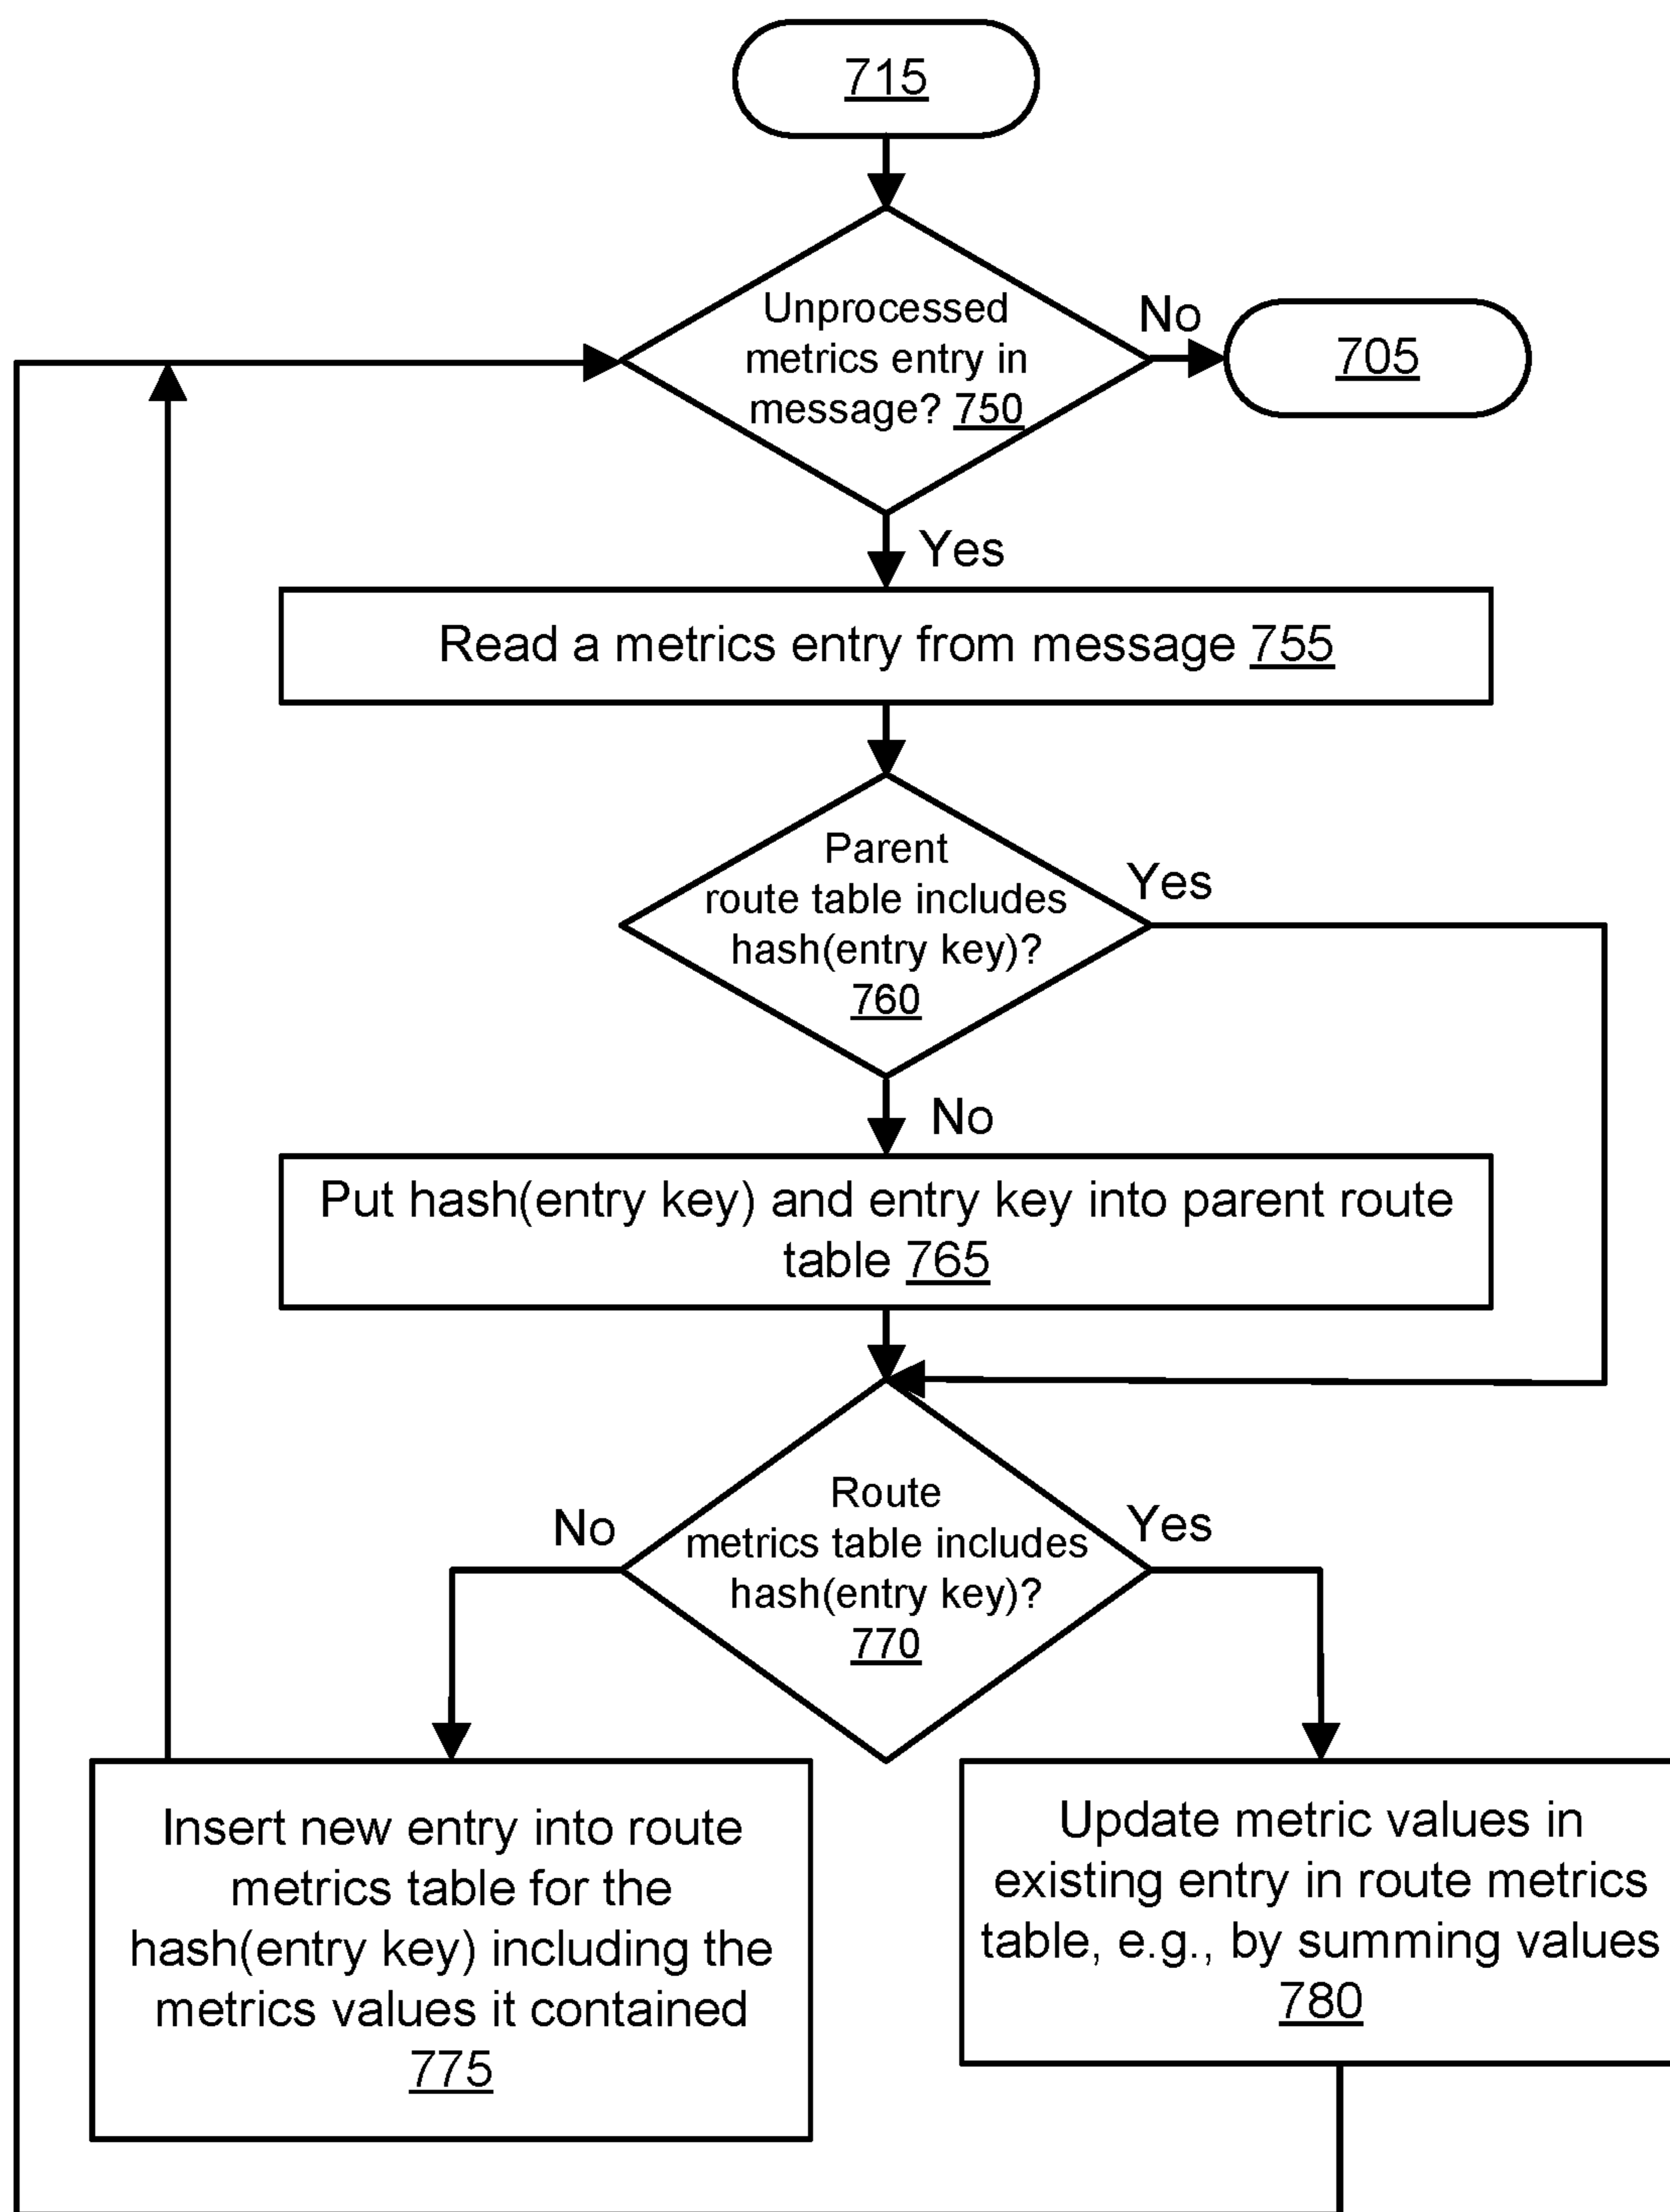 715
Unprocessed
metrics entry in
message? 750
No
705
Yes
Read a metrics entry from message 755
Parent
route table includes
hash(entry key)?
760
Yes
No
Put hash(entry key) and entry key into parent route
table 765
Route
metrics table includes
hash(entry key)?
770
No
Yes
Insert new entry into route
metrics table for the
hash(entry key) including the
metrics values it contained
775
Update metric values in
existing entry in route metrics
table, e.g., by summing values
780